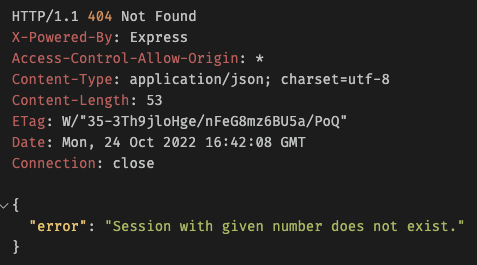 HTTP/1.1 404 Not Found
X-Powered-By: Express
Access-Control-Allow-Origin: *
Content-Type: application/json; charset=utf-8
Content-Length: 53
ETag: W/"35-3Th9jloHge/nFeG8mz6BU5a/PoQ"
Date: Mon, 24 Oct 2022 16:42:08 GMT
Connection: close
{
"error": "Session with given number does not exist."
}